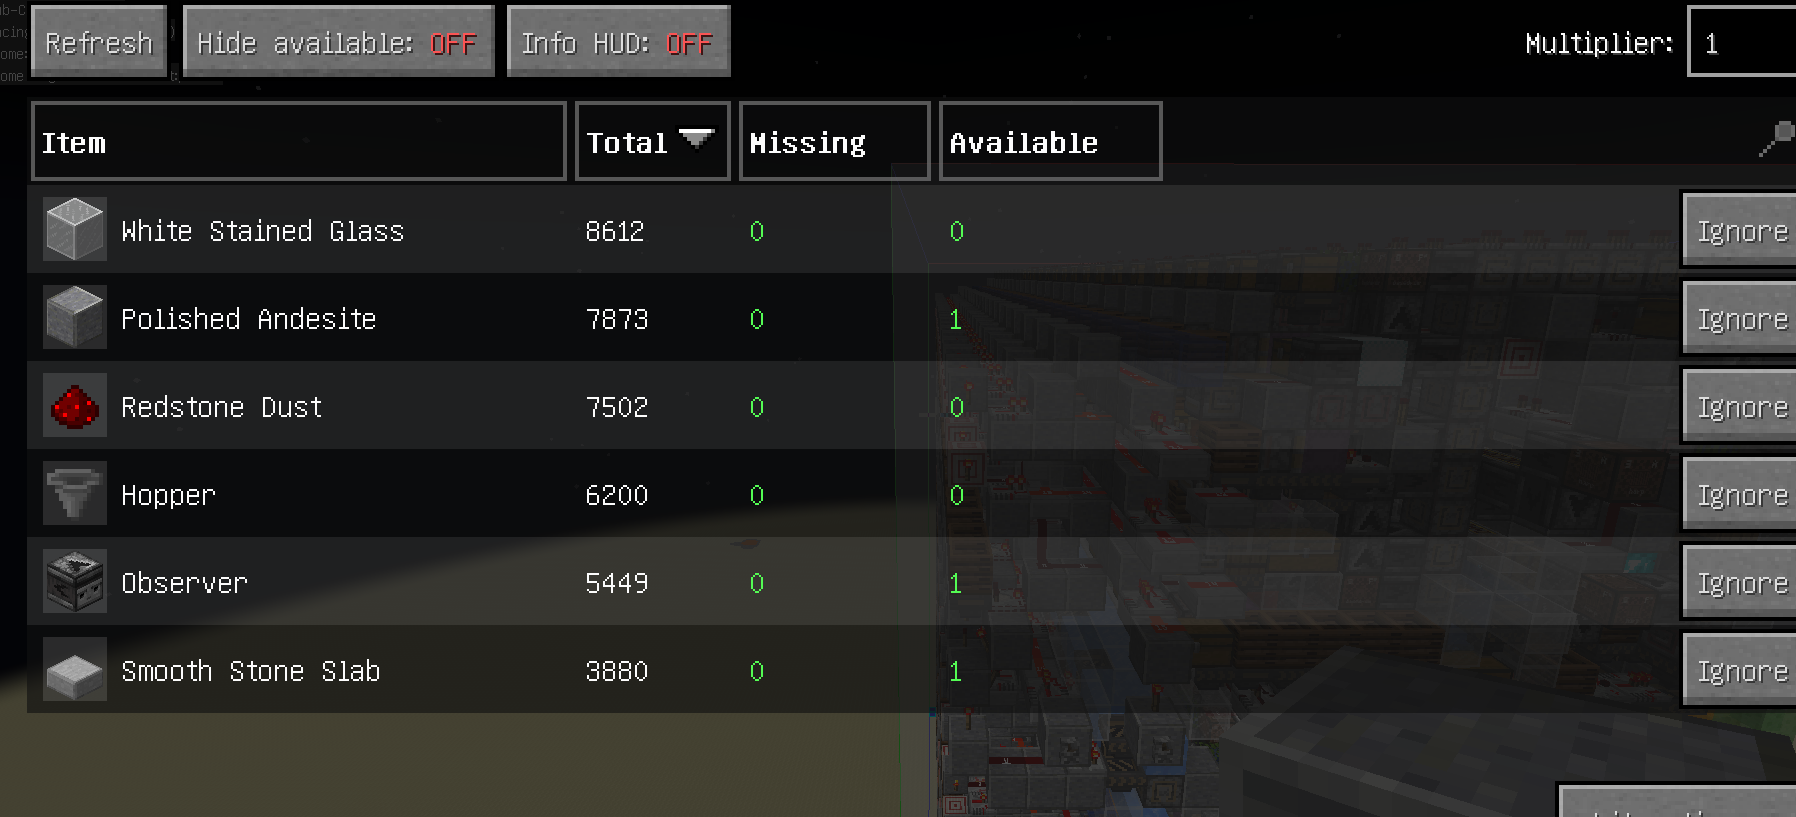 Refresh Hide available: OFF Info HUD: OFF Multiplier: 1
Item Total Missing Available
White Stained Glass 8612 0 0 Ignore
Polished Andesite 7873 0 1 Ignore
Redstone Dust 7502 0 0 Ignore
Hopper 6200 0 0 Ignore
Observer 5449 0 1 Ignore
Smooth Stone Slab 3880 0 1 Ignore